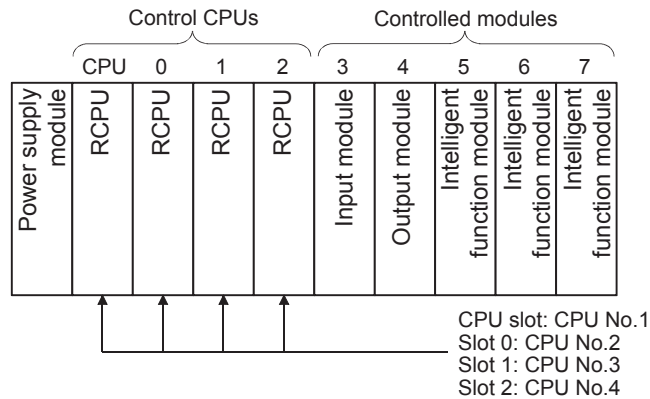 Control CPUs
Controlled modules
CPU 0 1 2 3 4 5 6 7
Power supply
module
RCPU
RCPU
RCPU
RCPU
Input module
Output module
Intelligent
function module
Intelligent
function module
Intelligent
function module
CPU slot: CPU No.1
Slot 0: CPU No.2
Slot 1: CPU No.3
Slot 2: CPU No.4